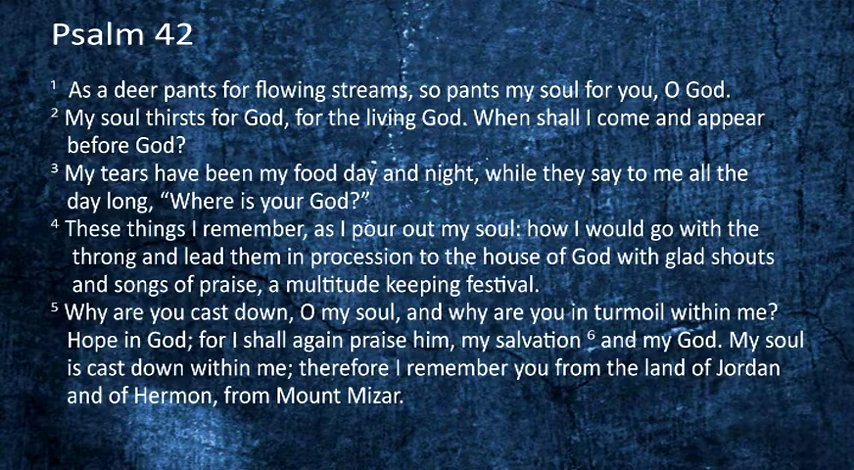 Psalm 42
¹ As a deer pants for flowing streams, so pants my soul for you, O God.
² My soul thirsts for God, for the living God. When shall I come and appear
before God?
³ My tears have been my food day and night, while they say to me all the
day long, “Where is your God?”
⁴ These things I remember, as I pour out my soul: how I would go with the
throng and lead them in procession to the house of God with glad shouts
and songs of praise, a multitude keeping festival.
⁵ Why are you cast down, O my soul, and why are you in turmoil within me?
Hope in God; for I shall again praise him, my salvation ⁶ and my God. My soul
is cast down within me; therefore I remember you from the land of Jordan
and of Hermon, from Mount Mizar.